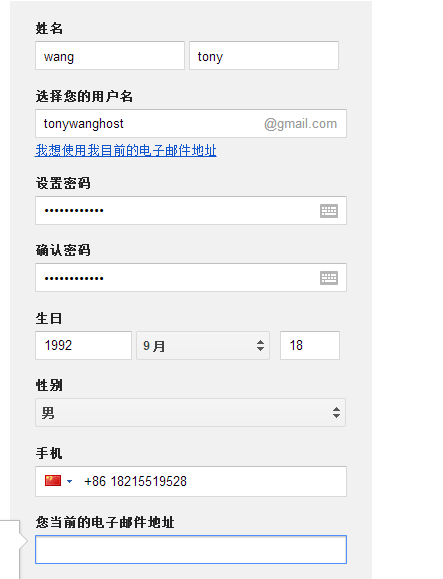 姓名
wang tony
选择您的用户名
tonywanghost @gmail.com
我想使用我目前的电子邮件地址
设置密码
••••••••••••
确认密码
••••••••••••
生日
1992 9 月 18
性别
男
手机
+86 18215519528
您当前的电子邮件地址